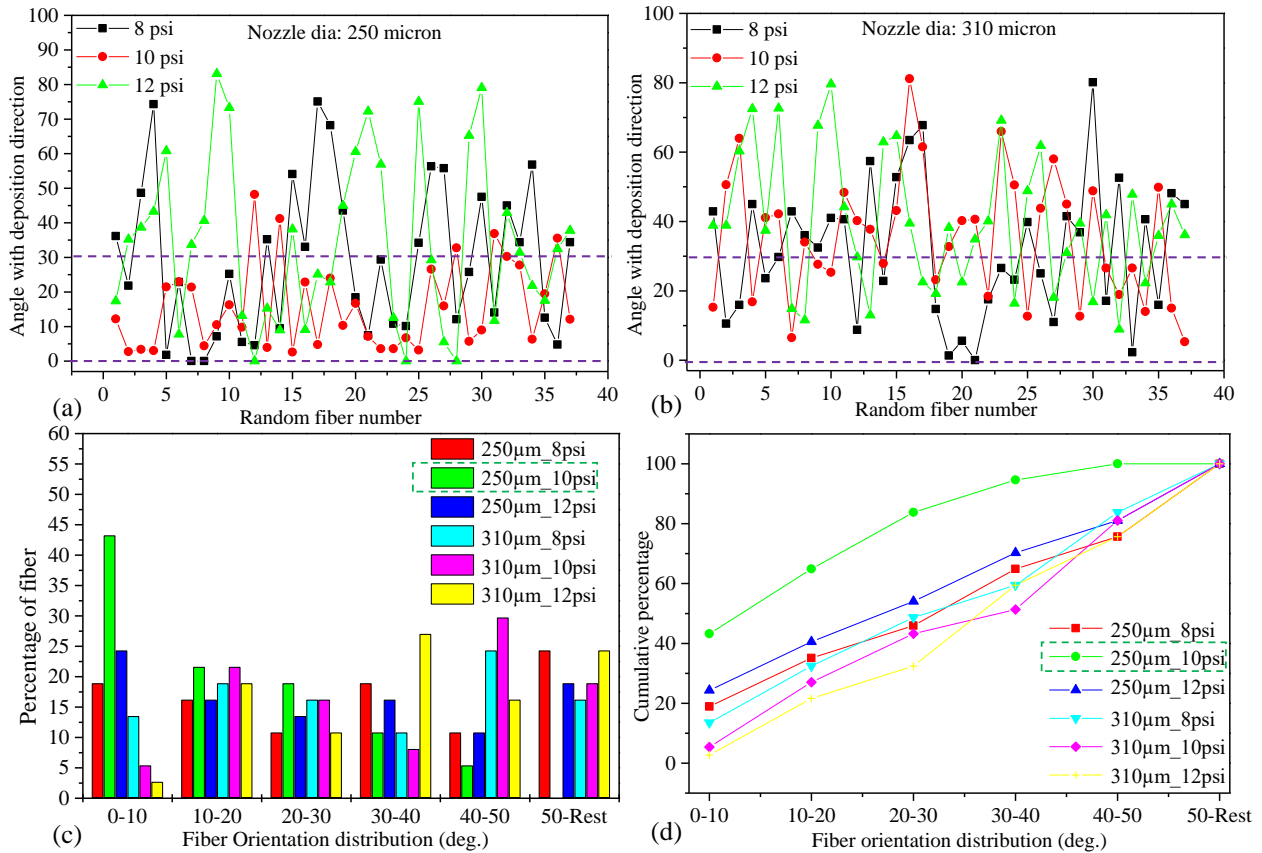 100
90
80
70
60
50
40
30
20
10
0
Angle with deposition direction
8 psi
10 psi
12 psi
Nozzle dia: 250 micron
0 5 10 15 20 25 30 35 40
Random fiber number
(a)
100
80
60
40
20
0
Angle with deposition direction
8 psi
10 psi
12 psi
Nozzle dia: 310 micron
0 5 10 15 20 25 30 35 40
Random fiber number
(b)
60
55
50
45
40
35
30
25
20
15
10
5
0
Percentage of fiber
250µm_8psi
250µm_10psi
250µm_12psi
310µm_8psi
310µm_10psi
310µm_12psi
0-10 10-20 20-30 30-40 40-50 50-Rest
Fiber Orientation distribution (deg.)
(c)
100
80
60
40
20
0
Cumulative percentage
250µm_8psi
250µm_10psi
250µm_12psi
310µm_8psi
310µm_10psi
310µm_12psi
0-10 10-20 20-30 30-40 40-50 50-Rest
Fiber orientation distribution (deg.)
(d)